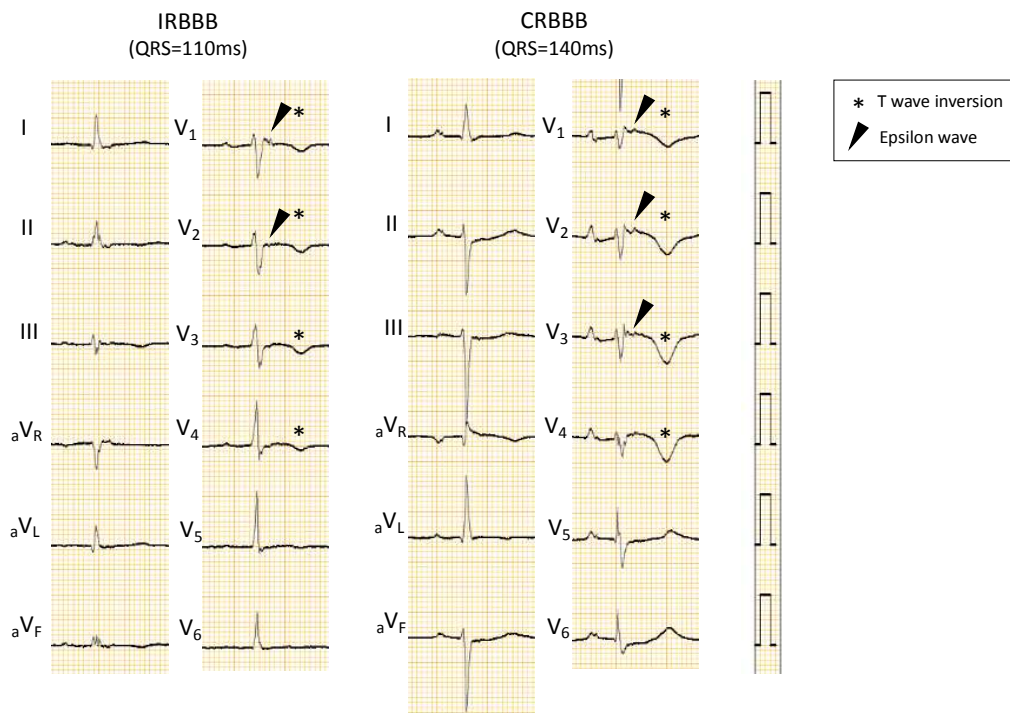 IRBBB
(QRS=110ms)
CRBBB
(QRS=140ms)
* T wave inversion
Epsilon wave
I
V1
*
I
V1
*
II
V2
*
II
V2
*
III
V3
*
III
V3
*
aVR
V4
*
aVR
V4
*
aVL
V5
aVL
V5
aVF
V6
aVF
V6